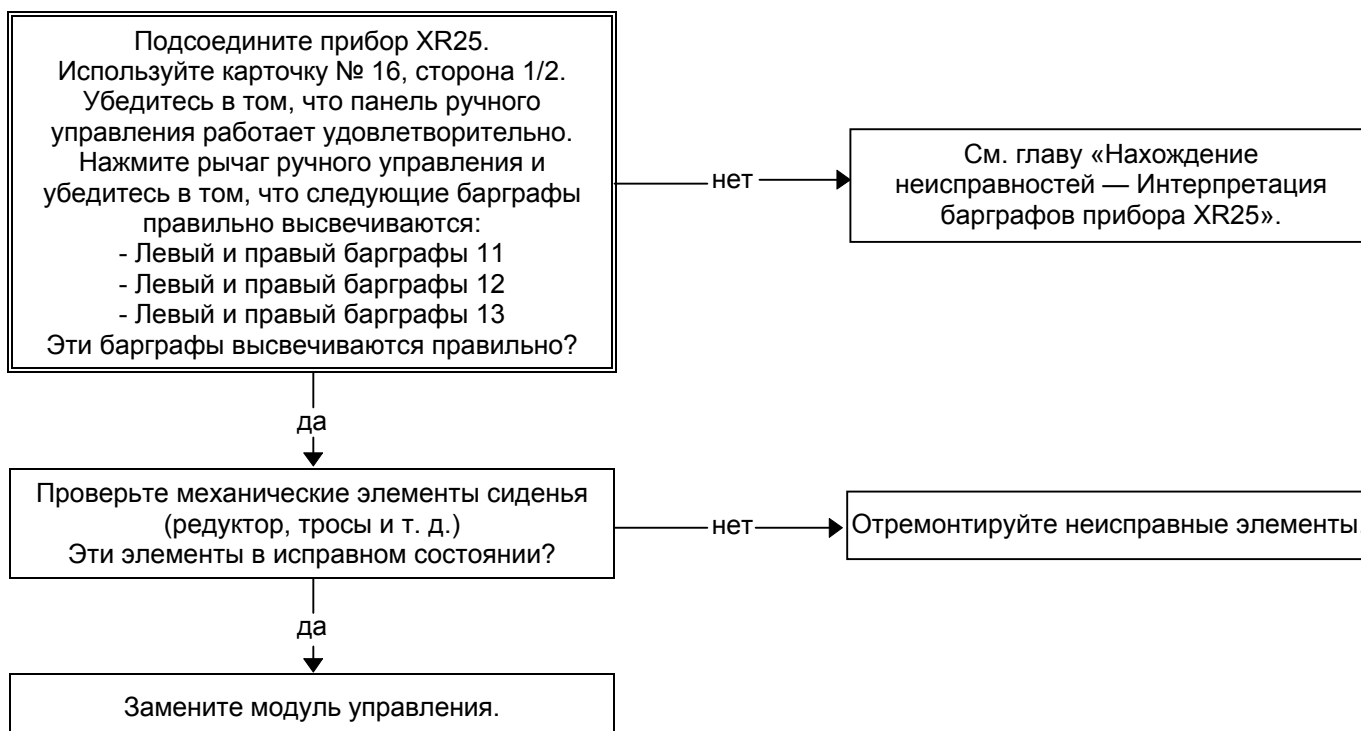 Подсоедините прибор XR25.
Используйте карточку № 16, сторона 1/2.
Убедитесь в том, что панель ручного
управления работает удовлетворительно.
Нажмите рычаг ручного управления и
убедитесь в том, что следующие барграфы
правильно высвечиваются:
- Левый и правый барграфы 11
- Левый и правый барграфы 12
- Левый и правый барграфы 13
Эти барграфы высвечиваются правильно?
нет
См. главу «Нахождение
неисправностей — Интерпретация
барграфов прибора XR25».
да
Проверьте механические элементы сиденья
(редуктор, тросы и т. д.)
Эти элементы в исправном состоянии?
нет
Отремонтируйте неисправные элементы.
да
Замените модуль управления.